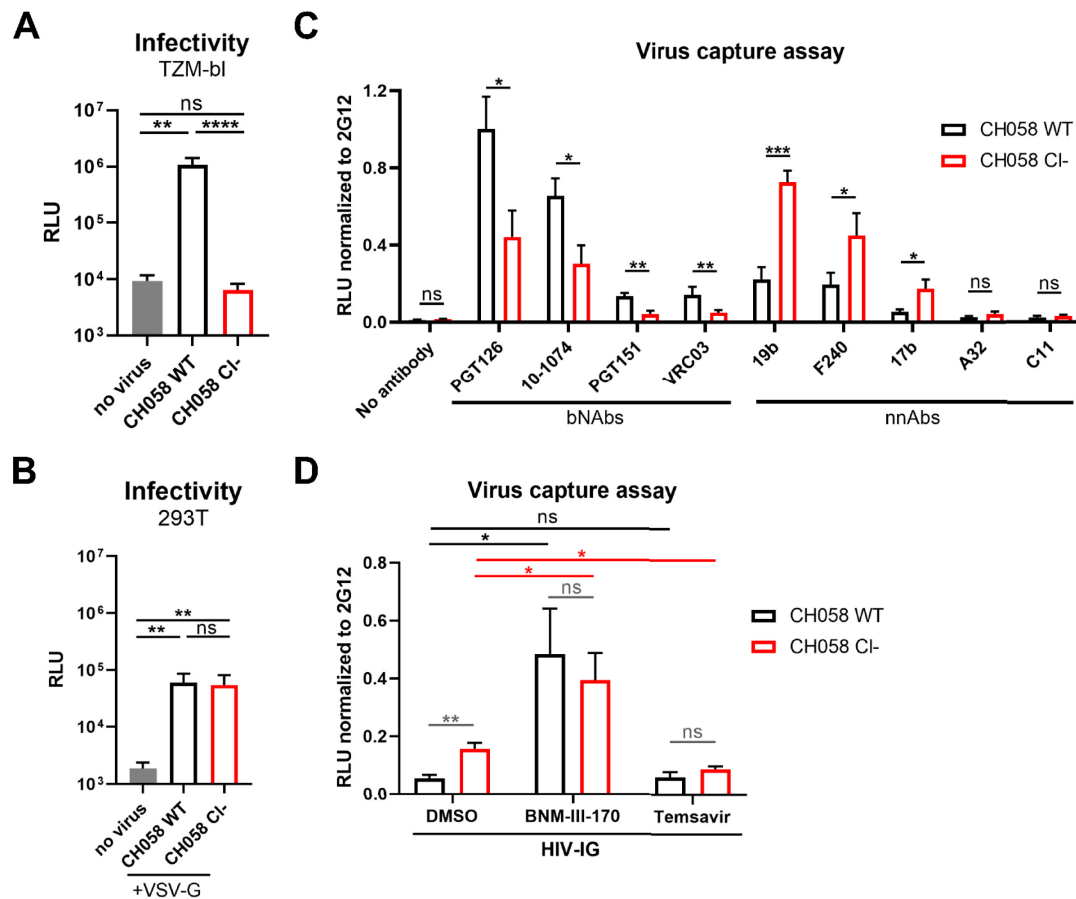 A
Infectivity
TZM-bl
ns
** ****
10⁷
10⁶
10⁵
10⁴
10³
RLU
no virus
CH058 WT
CH058 Cl-
B
Infectivity
293T
**
** ns
10⁷
10⁶
10⁵
10⁴
10³
RLU
no virus
CH058 WT
CH058 Cl-
+VSV-G
C
Virus capture assay
CH058 WT
CH058 Cl-
1.2
0.8
0.4
0.0
RLU normalized to 2G12
ns * * ** ** *** * * ns ns
No antibody
PGT126
10-1074
PGT151
VRC03
19b
F240
17b
A32
C11
bNAbs nnAbs
D
Virus capture assay
ns
*
*
*
ns
**
ns
0.8
0.6
0.4
0.2
0.0
RLU normalized to 2G12
CH058 WT
CH058 Cl-
DMSO BNM-III-170 Temsavir
HIV-IG